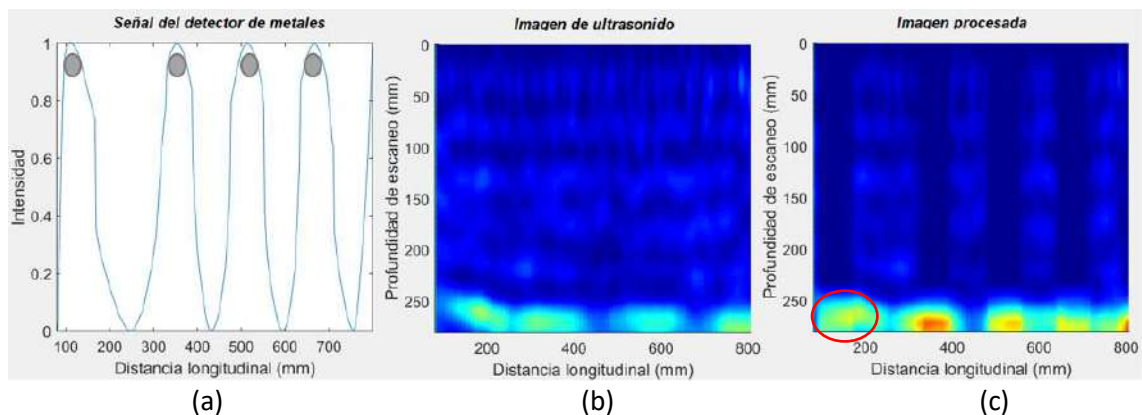 Señal del detector de metales
Intensidad
1
0.8
0.6
0.4
0.2
0
100 200 300 400 500 600 700
Distancia longitudinal (mm)
(a)
Imagen de ultrasonido
Profundidad de escaneo (mm)
0
50
100
150
200
250
200 400 600 800
Distancia longitudinal (mm)
(b)
Imagen procesada
Profundidad de escaneo (mm)
0
50
100
150
200
250
200 400 600 800
Distancia longitudinal (mm)
(c)